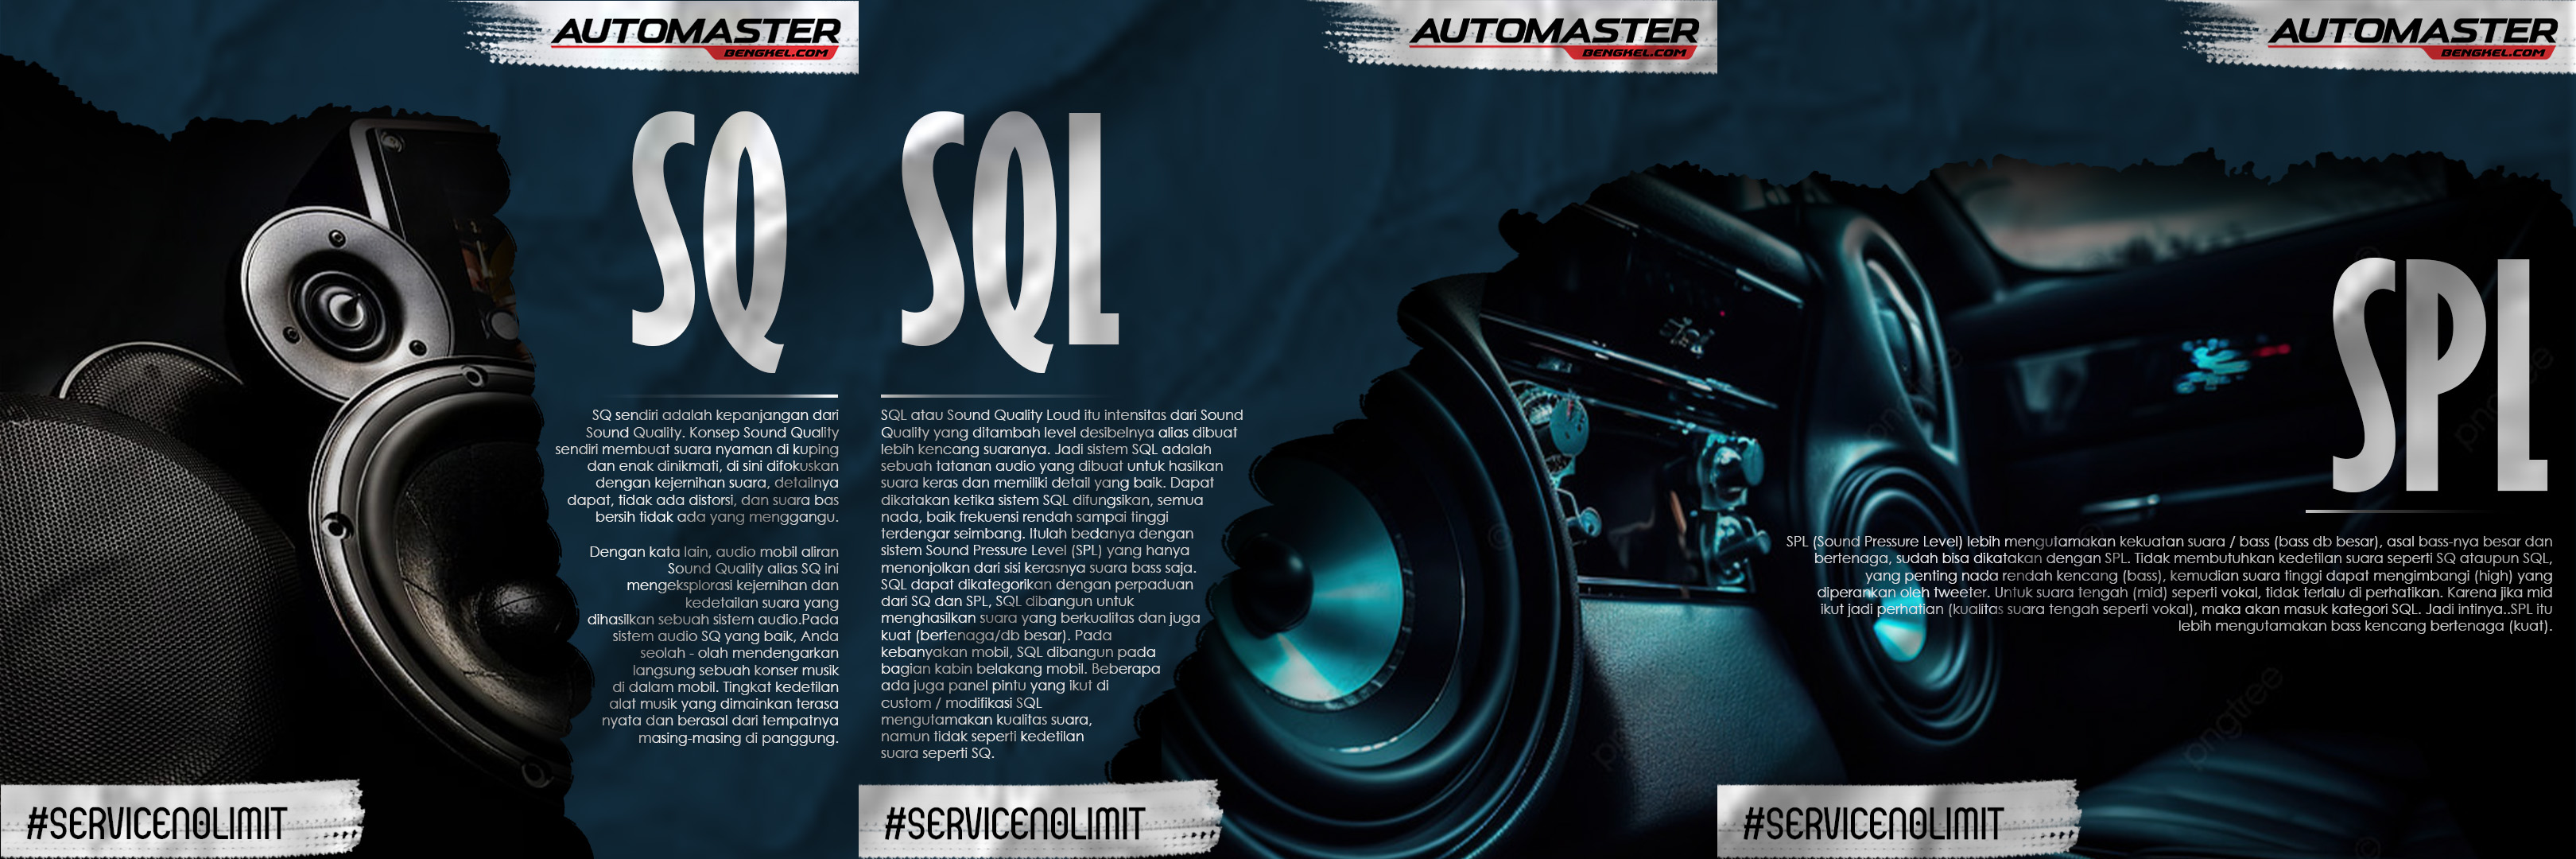 AUTOMASTER
BENGKEL.COM
SQ
SQ sendiri adalah kepanjangan dari
Sound Quality. Konsep Sound Quality
sendiri membuat suara nyaman di kuping
dan enak dinikmati, di sini difokuskan
dengan kejernihan suara, detailnya
dapat, tidak ada distorsi, dan suara bas
bersih tidak ada yang menggangu.
Dengan kata lain, audio mobil aliran
Sound Quality alias SQ ini
mengeksplorasi kejernihan dan
kedetailan suara yang
dihasilkan sebuah sistem audio.Pada
sistem audio SQ yang baik, Anda
seolah - olah mendengarkan
langsung sebuah konser musik
di dalam mobil. Tingkat kedetilan
alat musik yang dimainkan terasa
nyata dan berasal dari tempatnya
masing-masing di panggung.
#SERVICENOLIMIT
AUTOMASTER
BENGKEL.COM
SQL
SQL atau Sound Quality Loud itu intensitas dari Sound
Quality yang ditambah level desibelnya alias dibuat
lebih kencang suaranya. Jadi sistem SQL adalah
sebuah tatanan audio yang dibuat untuk hasilkan
suara keras dan memiliki detail yang baik. Dapat
dikatakan ketika sistem SQL difungsikan, semua
nada, baik frekuensi rendah sampai tinggi
terdengar seimbang. Itulah bedanya dengan
sistem Sound Pressure Level (SPL) yang hanya
menonjolkan dari sisi kerasnya suara bass saja.
SQL dapat dikategorikan dengan perpaduan
dari SQ dan SPL, SQL dibangun untuk
menghasilkan suara yang berkualitas dan juga
kuat (bertenaga/db besar). Pada
kebanyakan mobil, SQL dibangun pada
bagian kabin belakang mobil. Beberapa
ada juga panel pintu yang ikut di
custom / modifikasi SQL
mengutamakan kualitas suara,
namun tidak seperti kedetilan
suara seperti SQ.
#SERVICENOLIMIT
AUTOMASTER
BENGKEL.COM
SPL
SPL (Sound Pressure Level) lebih mengutamakan kekuatan suara / bass (bass db besar), asal bass-nya besar dan
bertenaga, sudah bisa dikatakan dengan SPL. Tidak membutuhkan kedetilan suara seperti SQ ataupun SQL,
yang penting nada rendah kencang (bass), kemudian suara tinggi dapat mengimbangi (high) yang
diperankan oleh tweeter. Untuk suara tengah (mid) seperti vokal, tidak terlalu di perhatikan. Karena jika mid
ikut jadi perhatian (kualitas suara tengah seperti vokal), maka akan masuk kategori SQL. Jadi intinya..SPL itu
lebih mengutamakan bass kencang bertenaga (kuat).
pngtree
#SERVICENOLIMIT